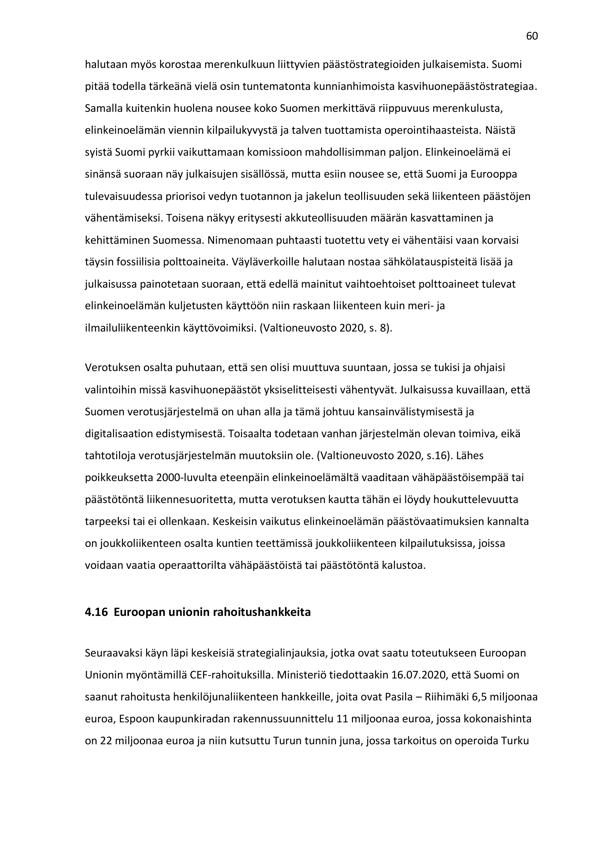 60
halutaan myös korostaa merenkulkuun liittyvien päästöstrategioiden julkaisemista. Suomi
pitää todella tärkeänä vielä osin tuntematonta kunnianhimoista kasvihuonepäästöstrategiaa.
Samalla kuitenkin huolena nousee koko Suomen merkittävä riippuvuus merenkulusta,
elinkeinoelämän viennin kilpailukyvystä ja talven tuottamista operointihaasteista. Näistä
syistä Suomi pyrkii vaikuttamaan komissioon mahdollisimman paljon. Elinkeinoelämä ei
sinänsä suoraan näy julkaisujen sisällössä, mutta esiin nousee se, että Suomi ja Eurooppa
tulevaisuudessa priorisoi vedyn tuotannon ja jakelun teollisuuden sekä liikenteen päästöjen
vähentämiseksi. Toisena näkyy eritysesti akkuteollisuuden määrän kasvattaminen ja
kehittäminen Suomessa. Nimenomaan puhtaasti tuotettu vety ei vähentäisi vaan korvaisi
täysin fossiilisia polttoaineita. Väyläverkoille halutaan nostaa sähkölatauspisteitä lisää ja
julkaisussa painotetaan suoraan, että edellä mainitut vaihtoehtoiset polttoaineet tulevat
elinkeinoelämän kuljetusten käyttöön niin raskaan liikenteen kuin meri- ja
ilmailuliikenteenkin käyttövoimiksi. (Valtioneuvosto 2020, s. 8).
Verotuksen osalta puhutaan, että sen olisi muuttuva suuntaan, jossa se tukisi ja ohjaisi
valintoihin missä kasvihuonepäästöt yksiselitteisesti vähentyvät. Julkaisussa kuvaillaan, että
Suomen verotusjärjestelmä on uhan alla ja tämä johtuu kansainvälistymisestä ja
digitalisaation edistymisestä. Toisaalta todetaan vanhan järjestelmän olevan toimiva, eikä
tahtotiloja verotusjärjestelmän muutoksiin ole. (Valtioneuvosto 2020, s.16). Lähes
poikkeuksetta 2000-luvulta eteenpäin elinkeinoelämältä vaaditaan vähäpäästöisempää tai
päästötöntä liikennesuoritetta, mutta verotuksen kautta tähän ei löydy houkuttelevuutta
tarpeeksi tai ei ollenkaan. Keskeisin vaikutus elinkeinoelämän päästövaatimuksien kannalta
on joukkoliikenteen osalta kuntien teettämissä joukkoliikenteen kilpailutuksissa, joissa
voidaan vaatia operaattorilta vähäpäästöistä tai päästötöntä kalustoa.
4.16 Euroopan unionin rahoitushankkeita
Seuraavaksi käyn läpi keskeisiä strategialinjauksia, jotka ovat saatu toteutukseen Euroopan
Unionin myöntämillä CEF-rahoituksilla. Ministeriö tiedottaakin 16.07.2020, että Suomi on
saanut rahoitusta henkilöjunaliikenteen hankkeille, joita ovat Pasila – Riihimäki 6,5 miljoonaa
euroa, Espoon kaupunkiradan rakennussuunnittelu 11 miljoonaa euroa, jossa kokonaishinta
on 22 miljoonaa euroa ja niin kutsuttu Turun tunnin juna, jossa tarkoitus on operoida Turku